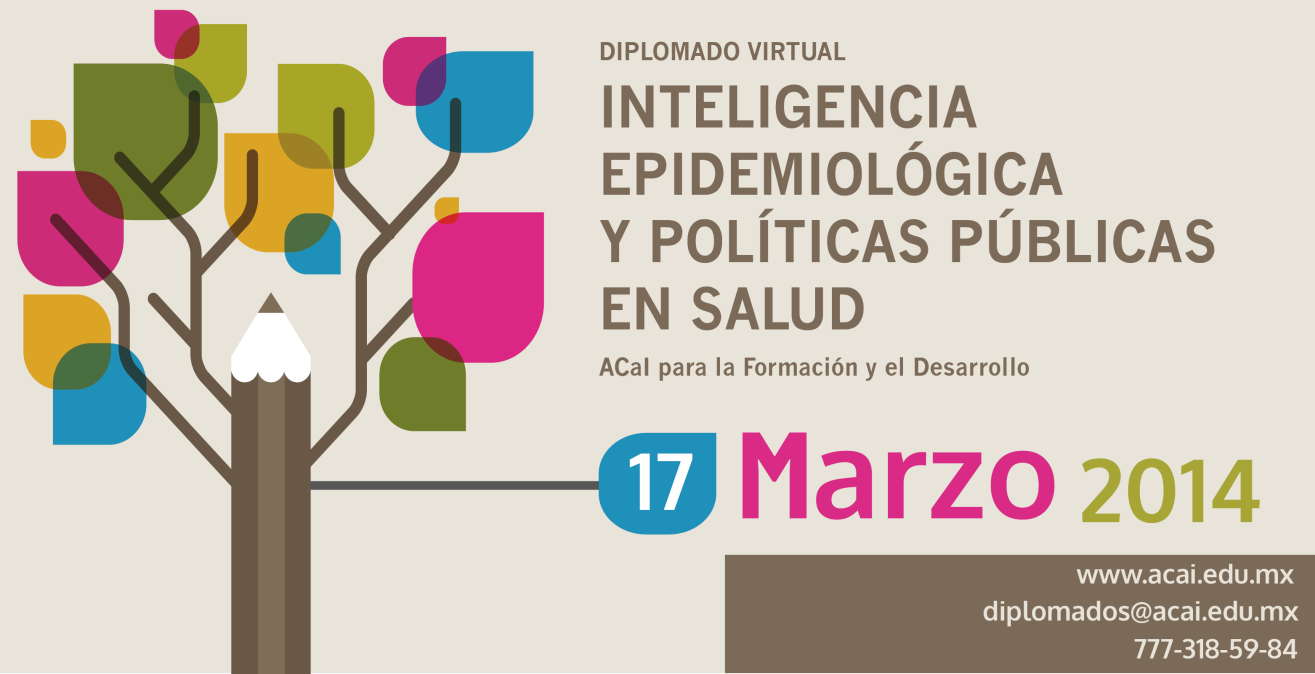 DIPLOMADO VIRTUAL
INTELIGENCIA
EPIDEMIOLÓGICA
Y POLÍTICAS PÚBLICAS
EN SALUD
ACaI para la Formación y el Desarrollo
17 Marzo 2014
www.acai.edu.mx
diplomados@acai.edu.mx
777-318-59-84